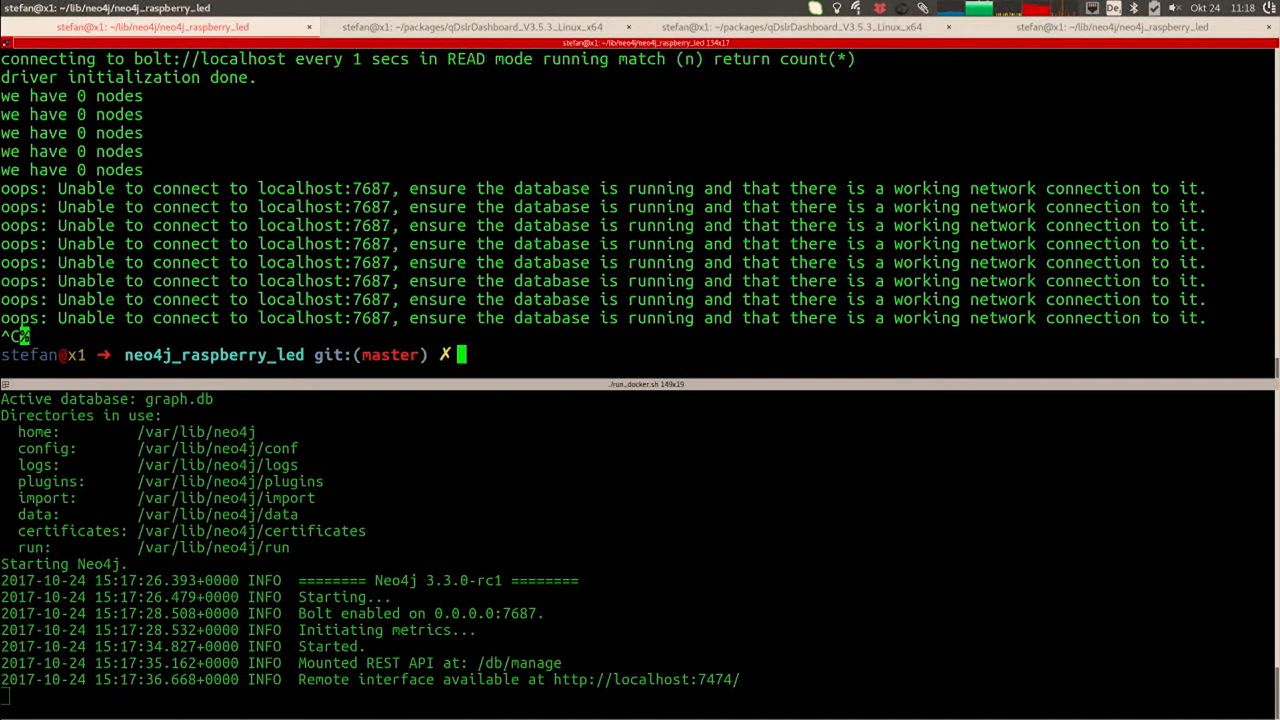 stefan@x1: ~/lib/neo4j/neo4j_raspberry_led
De
Okt 24 11:18
stefan@x1: ~/lib/neo4j/neo4j_raspberry_led × stefan@x1: ~/packages/qDslrDashboard_V3.5.3_Linux_x64 × stefan@x1: ~/packages/qDslrDashboard_V3.5.3_Linux_x64 × stefan@x1: ~/lib/neo4j/neo4j_raspberry_led ×
stefan@x1: ~/lib/neo4j/neo4j_raspberry_led 134x17
connecting to bolt://localhost every 1 secs in READ mode running match (n) return count(*)
driver initialization done.
we have 0 nodes
we have 0 nodes
we have 0 nodes
we have 0 nodes
we have 0 nodes
oops: Unable to connect to localhost:7687, ensure the database is running and that there is a working network connection to it.
oops: Unable to connect to localhost:7687, ensure the database is running and that there is a working network connection to it.
oops: Unable to connect to localhost:7687, ensure the database is running and that there is a working network connection to it.
oops: Unable to connect to localhost:7687, ensure the database is running and that there is a working network connection to it.
oops: Unable to connect to localhost:7687, ensure the database is running and that there is a working network connection to it.
oops: Unable to connect to localhost:7687, ensure the database is running and that there is a working network connection to it.
oops: Unable to connect to localhost:7687, ensure the database is running and that there is a working network connection to it.
oops: Unable to connect to localhost:7687, ensure the database is running and that there is a working network connection to it.
^C%
stefan@x1 ➜ neo4j_raspberry_led git:(master) ✗
./run_docker.sh 149x19
Active database: graph.db
Directories in use:
home: /var/lib/neo4j
config: /var/lib/neo4j/conf
logs: /var/lib/neo4j/logs
plugins: /var/lib/neo4j/plugins
import: /var/lib/neo4j/import
data: /var/lib/neo4j/data
certificates: /var/lib/neo4j/certificates
run: /var/lib/neo4j/run
Starting Neo4j.
2017-10-24 15:17:26.393+0000 INFO ======== Neo4j 3.3.0-rc1 ========
2017-10-24 15:17:26.479+0000 INFO Starting...
2017-10-24 15:17:28.508+0000 INFO Bolt enabled on 0.0.0.0:7687.
2017-10-24 15:17:28.532+0000 INFO Initiating metrics...
2017-10-24 15:17:34.827+0000 INFO Started.
2017-10-24 15:17:35.162+0000 INFO Mounted REST API at: /db/manage
2017-10-24 15:17:36.668+0000 INFO Remote interface available at http://localhost:7474/